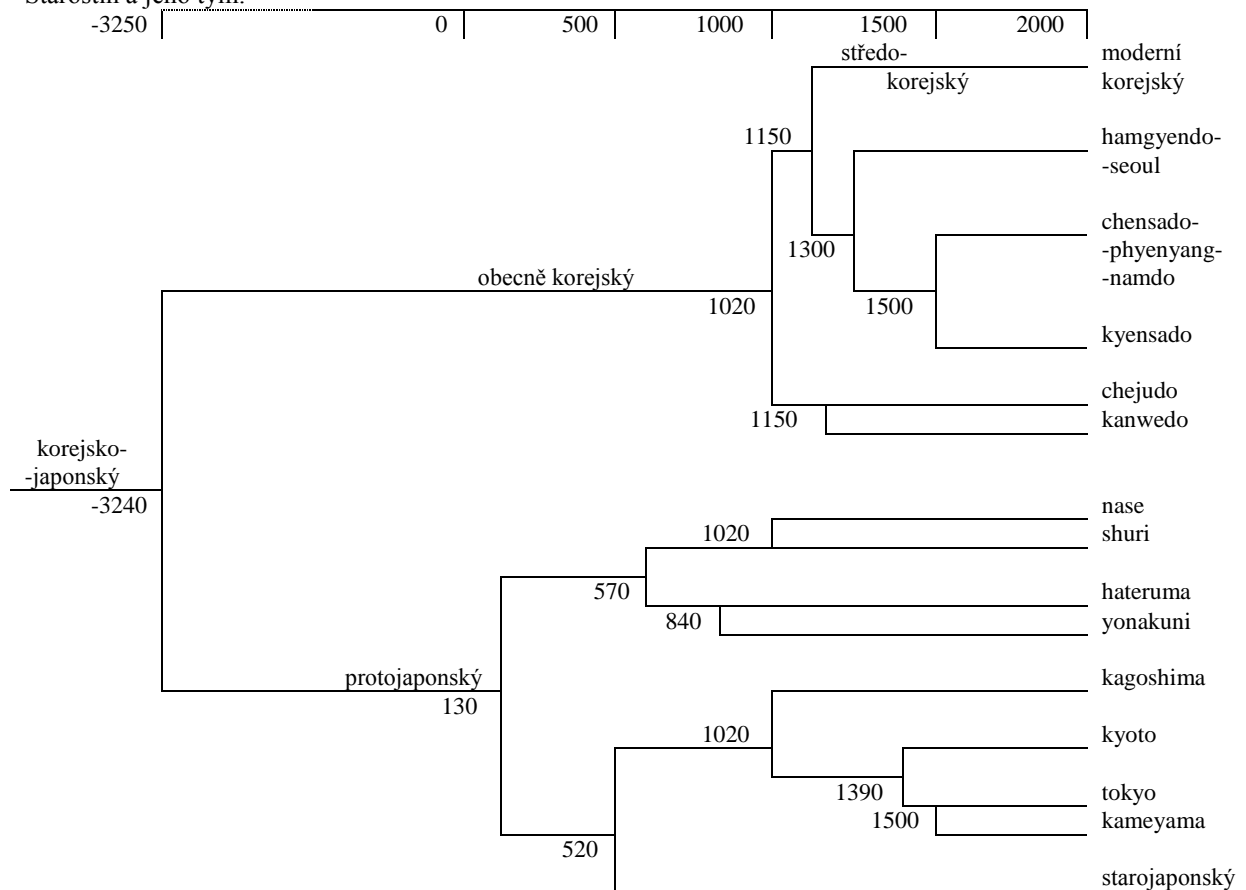 Starostin a jeho tým:
-3250 0 500 1000 1500 2000
středo-
korejský
moderní
korejský
1150
hamgyendo-
-seoul
1300
chensado-
-phyenyang-
-namdo
obecně korejský
1020
1500
kyensado
chejudo
1150
kanwedo
korejsko-
-japonský
-3240
nase
1020
shuri
570
hateruma
840
yonakuni
protojaponský
130
kagoshima
1020
kyoto
1390
tokyo
1500
kameyama
520
starojaponský